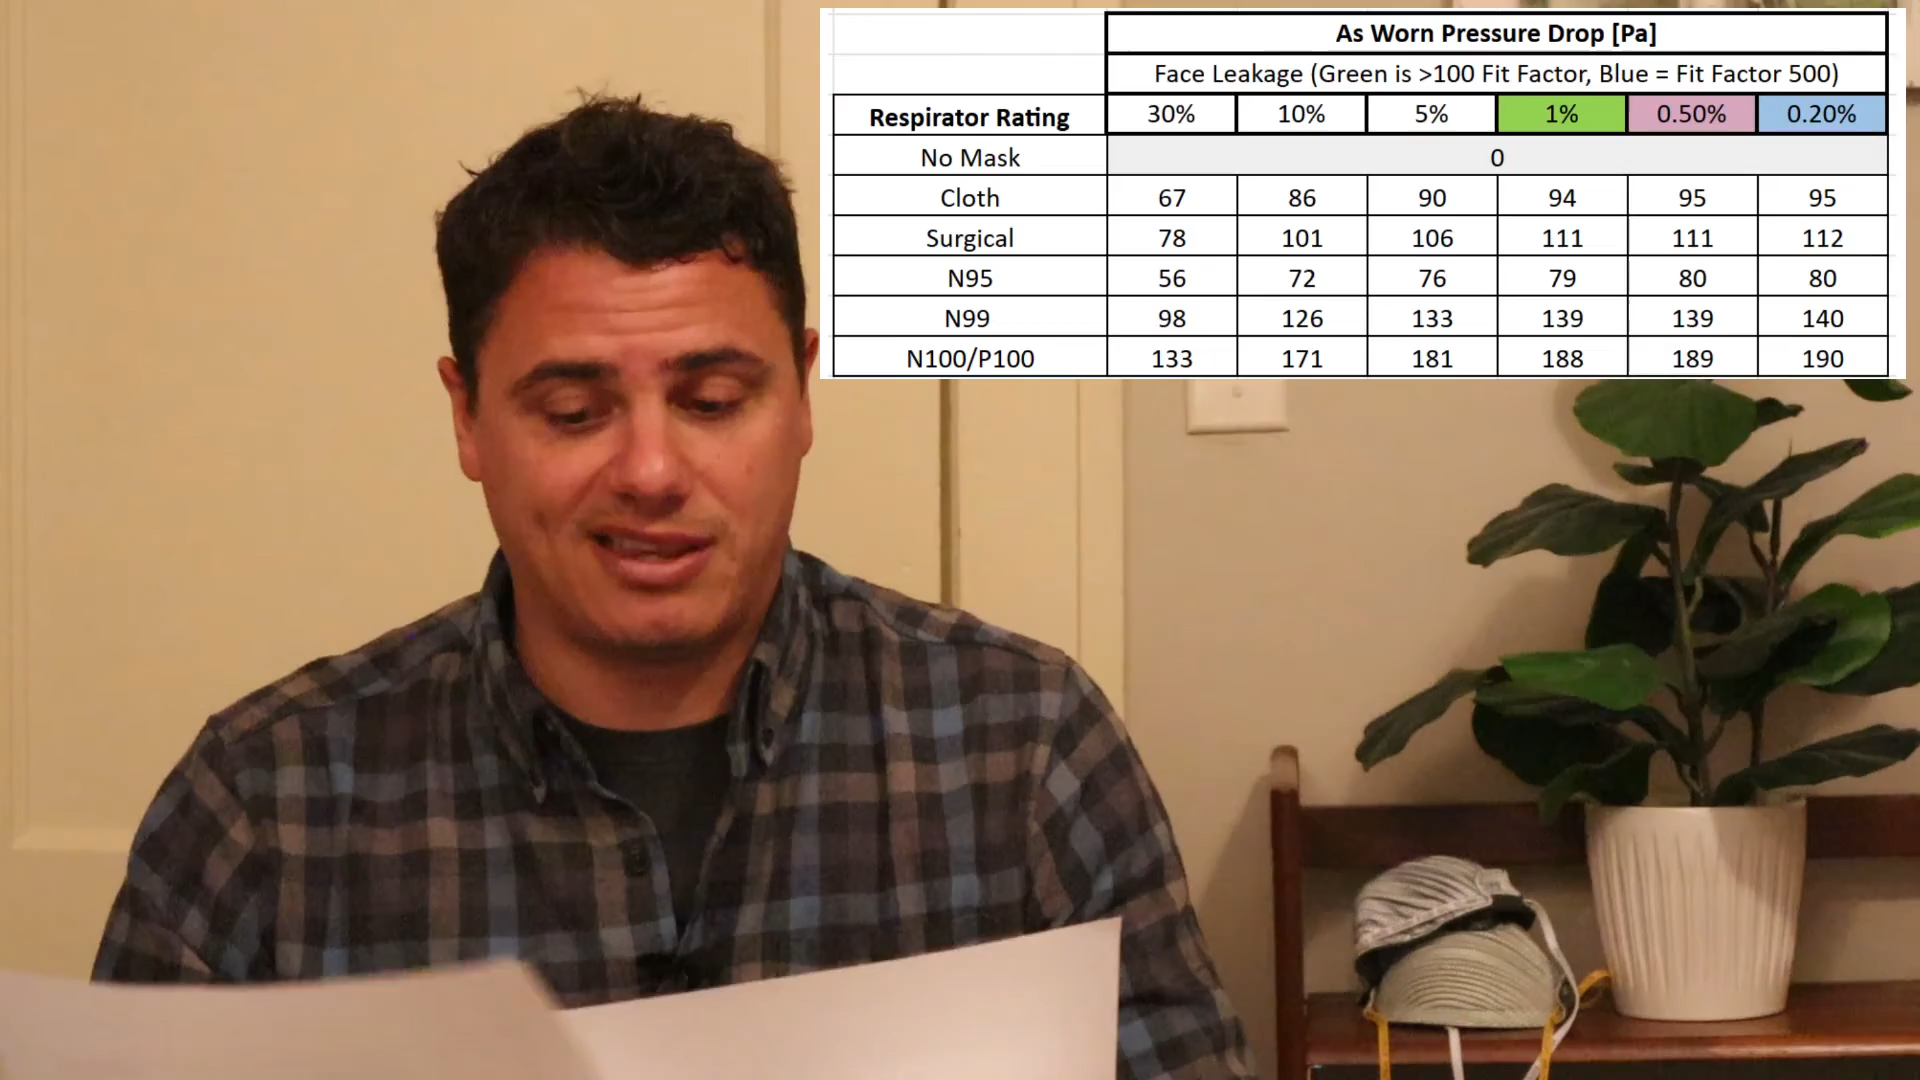 As Worn Pressure Drop [Pa]
Face Leakage (Green is >100 Fit Factor, Blue = Fit Factor 500)
Respirator Rating 30% 10% 5% 1% 0.50% 0.20%
No Mask 0
Cloth 67 86 90 94 95 95
Surgical 78 101 106 111 111 112
N95 56 72 76 79 80 80
N99 98 126 133 139 139 140
N100/P100 133 171 181 188 189 190